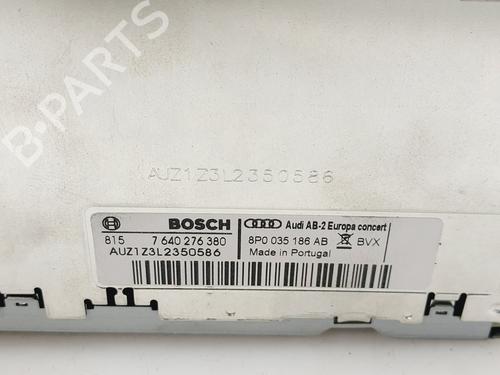 B-PARTS
AUZ1Z3L2350586
BOSCH Audi AB-2 Europa concert
815 7 640 276 380 8P0 035 186 AB BVX
AUZ1Z3L2350586 Made in Portugal